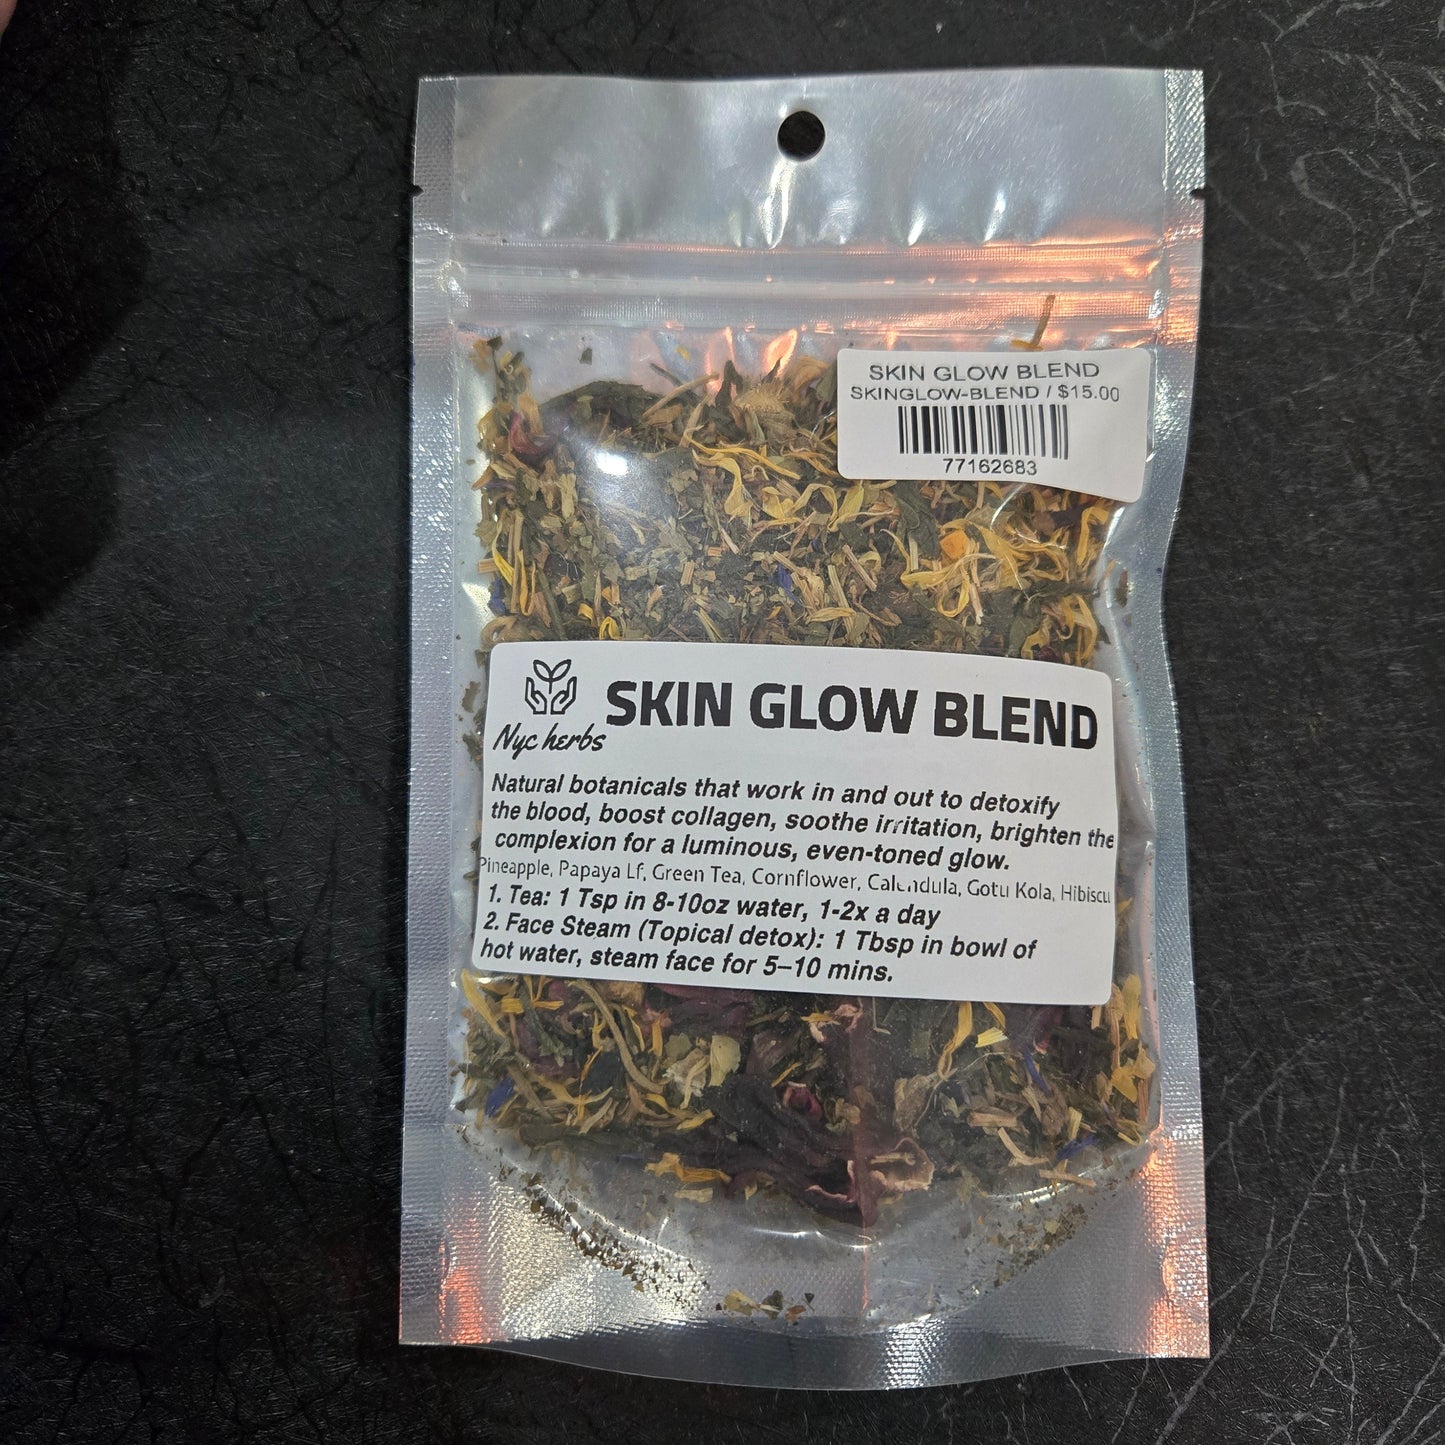 SKIN GLOW BLEND
SKINGLOW-BLEND / $15.00
77162683
Nyc herbs
SKIN GLOW BLEND
Natural botanicals that work in and out to detoxify
the blood, boost collagen, soothe irritation, brighten the
complexion for a luminous, even-toned glow.
Pineapple, Papaya Lf, Green Tea, Cornflower, Calendula, Gotu Kola, Hibiscu
1. Tea: 1 Tsp in 8-10oz water, 1-2x a day
2. Face Steam (Topical detox): 1 Tbsp in bowl of
hot water, steam face for 5–10 mins.